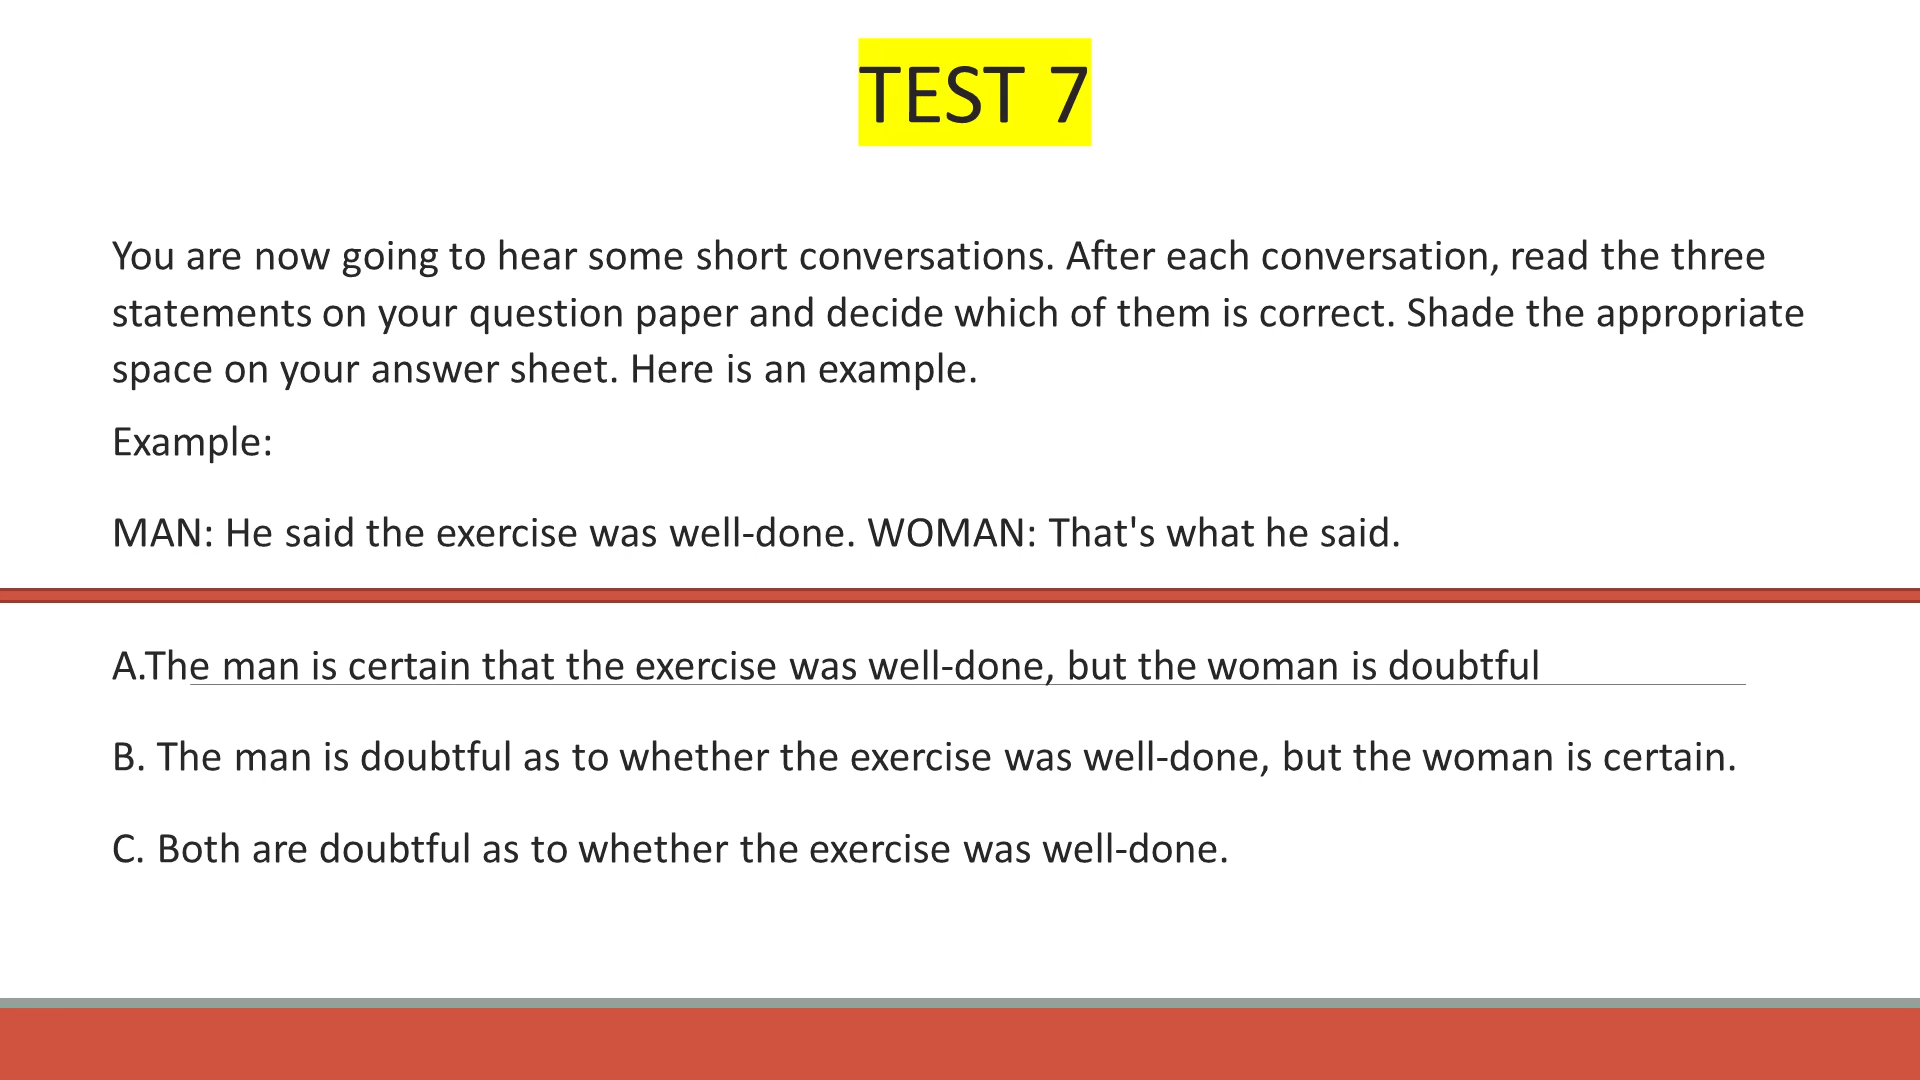 TEST 7
You are now going to hear some short conversations. After each conversation, read the three
statements on your question paper and decide which of them is correct. Shade the appropriate
space on your answer sheet. Here is an example.
Example:
MAN: He said the exercise was well-done. WOMAN: That's what he said.
A.The man is certain that the exercise was well-done, but the woman is doubtful
B. The man is doubtful as to whether the exercise was well-done, but the woman is certain.
C. Both are doubtful as to whether the exercise was well-done.